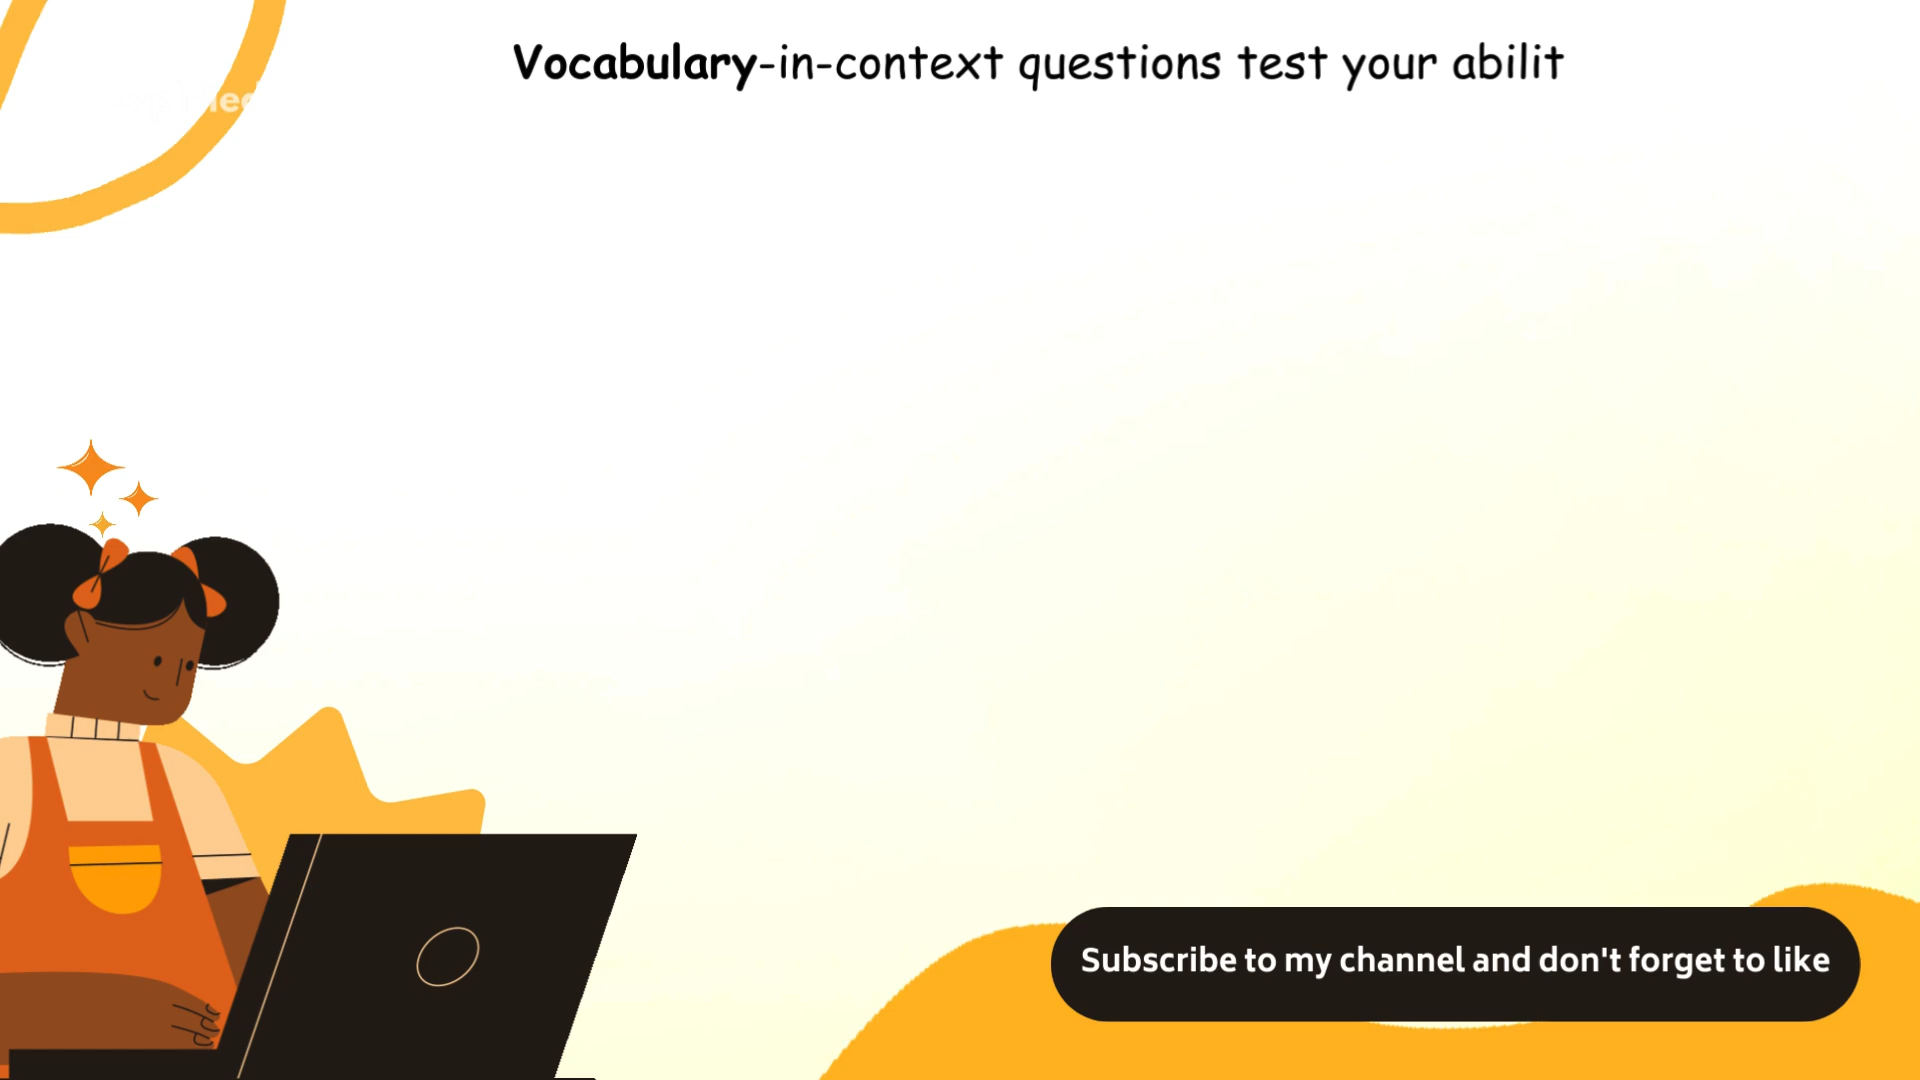 Vocabulary-in-context questions test your abilit
Subscribe to my channel and don't forget to like